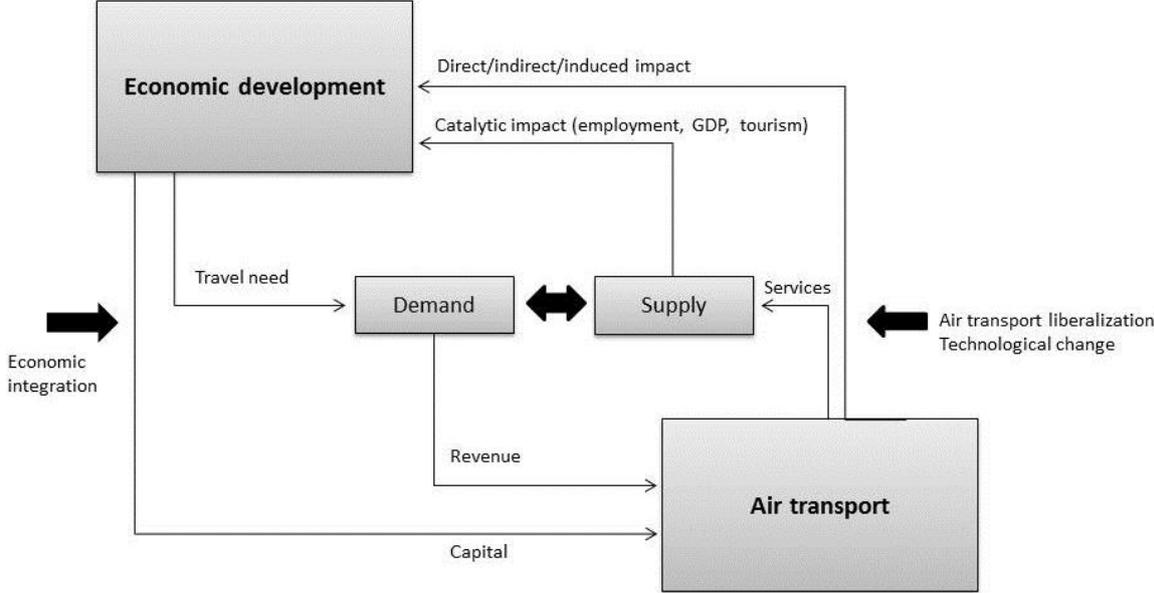 Economic development
Direct/indirect/induced impact
Catalytic impact (employment, GDP, tourism)
Travel need
Demand
Supply
Services
Economic
integration
Air transport liberalization
Technological change
Revenue
Air transport
Capital